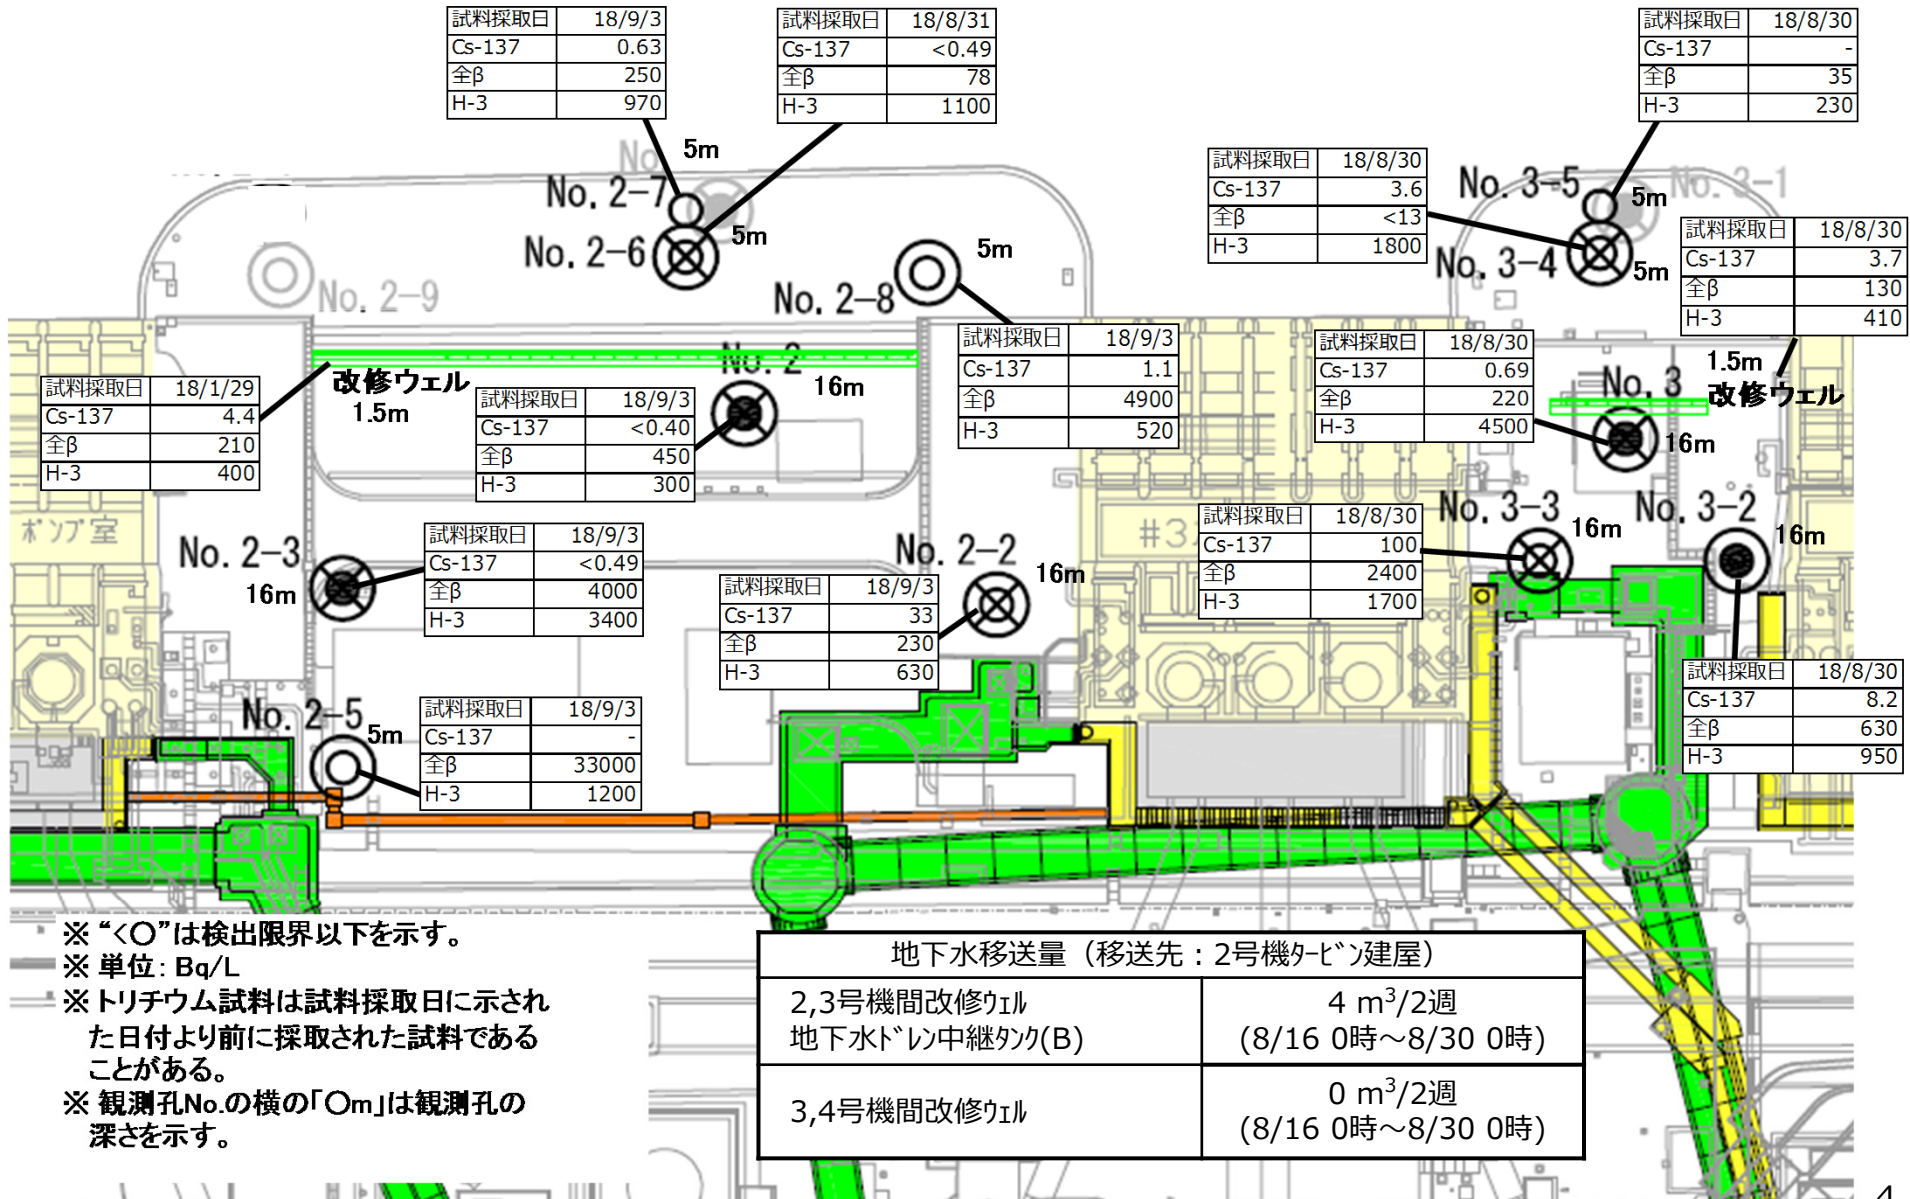 試料採取日 18/9/3
Cs-137 0.63
全β 250
H-3 970
試料採取日 18/8/31
Cs-137 <0.49
全β 78
H-3 1100
試料採取日 18/8/30
Cs-137 -
全β 35
H-3 230
No
5m
No. 2-7
5m
No. 2-6
試料採取日 18/8/30
Cs-137 3.6
全β <13
H-3 1800
No. 3-5
5m
No. 3-1
No. 3-4
5m
試料採取日 18/8/30
Cs-137 3.7
全β 130
H-3 410
No. 2-9
No. 2-8
5m
試料採取日 18/9/3
Cs-137 1.1
全β 4900
H-3 520
試料採取日 18/8/30
Cs-137 0.69
全β 220
H-3 4500
1.5m
改修ウェル
No. 3
16m
試料採取日 18/1/29
Cs-137 4.4
全β 210
H-3 400
改修ウェル
1.5m
No. 2
16m
試料採取日 18/9/3
Cs-137 <0.40
全β 450
H-3 300
ポンプ室
No. 2-3
16m
試料採取日 18/9/3
Cs-137 <0.49
全β 4000
H-3 3400
No. 2-2
16m
試料採取日 18/9/3
Cs-137 33
全β 230
H-3 630
#3
試料採取日 18/8/30
Cs-137 100
全β 2400
H-3 1700
No. 3-3
16m
No. 3-2
16m
試料採取日 18/8/30
Cs-137 8.2
全β 630
H-3 950
No. 2-5
5m
試料採取日 18/9/3
Cs-137 -
全β 33000
H-3 1200
※ “<〇”は検出限界以下を示す。
※ 単位: Bq/L
※ トリチウム試料は試料採取日に示され
た日付より前に採取された試料である
ことがある。
※ 観測孔No.の横の「〇m」は観測孔の
深さを示す。
地下水移送量（移送先：2号機ﾀｰﾋﾞﾝ建屋）
2,3号機間改修ｳｪﾙ
地下水ﾄﾞﾚﾝ中継ﾀﾝｸ(B)
4 m³/2週
(8/16 0時～8/30 0時)
3,4号機間改修ｳｪﾙ
0 m³/2週
(8/16 0時～8/30 0時)
4